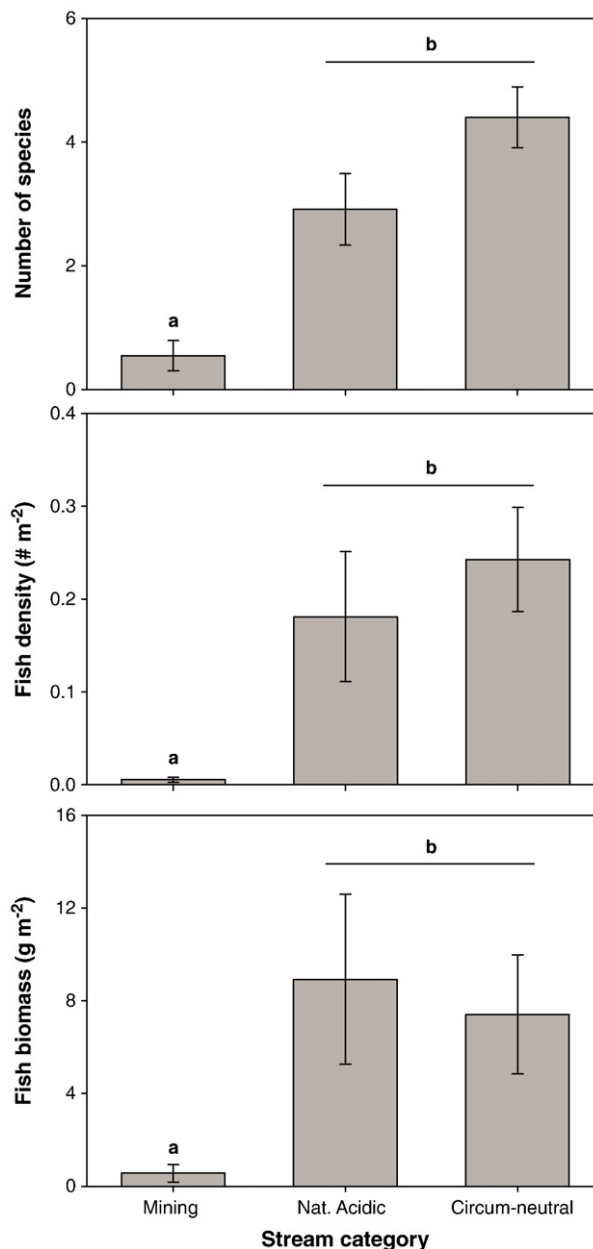 Number of species
6
4
2
0
a
b
Fish density (# m-2)
0.4
0.3
0.2
0.1
0.0
a
b
Fish biomass (g m-2)
16
12
8
4
0
a
b
Mining Nat. Acidic Circum-neutral
Stream category